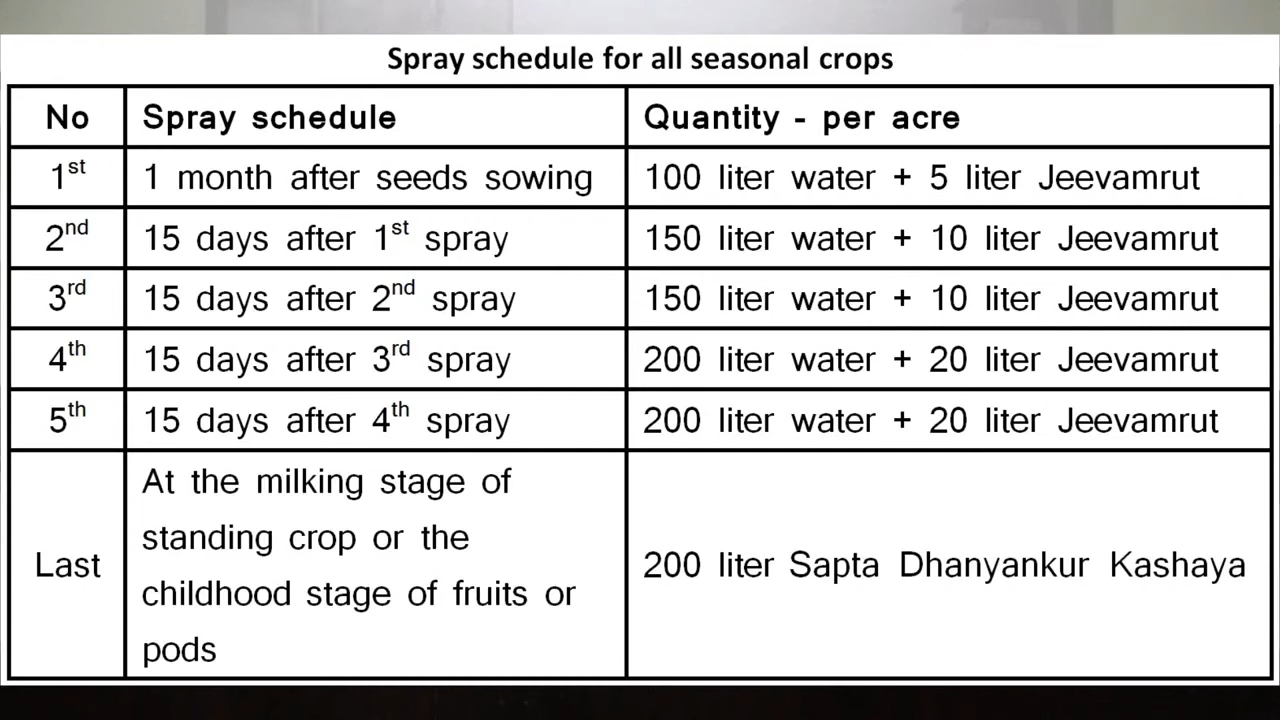 Spray schedule for all seasonal crops
No Spray schedule Quantity - per acre
1st 1 month after seeds sowing 100 liter water + 5 liter Jeevamrut
2nd 15 days after 1st spray 150 liter water + 10 liter Jeevamrut
3rd 15 days after 2nd spray 150 liter water + 10 liter Jeevamrut
4th 15 days after 3rd spray 200 liter water + 20 liter Jeevamrut
5th 15 days after 4th spray 200 liter water + 20 liter Jeevamrut
At the milking stage of
standing crop or the
Last childhood stage of fruits or 200 liter Sapta Dhanyankur Kashaya
pods